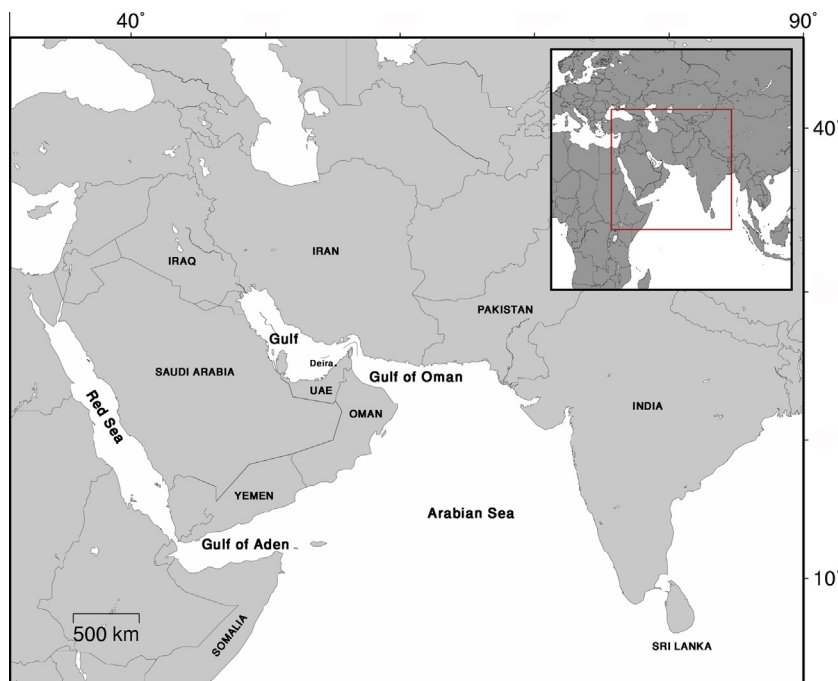 40°
90°
40°
IRAN
IRAQ
PAKISTAN
Gulf
Deira
SAUDI ARABIA
Gulf of Oman
UAE
INDIA
OMAN
Red Sea
YEMEN
Arabian Sea
Gulf of Aden
10°
500 km
SOMALIA
SRI LANKA